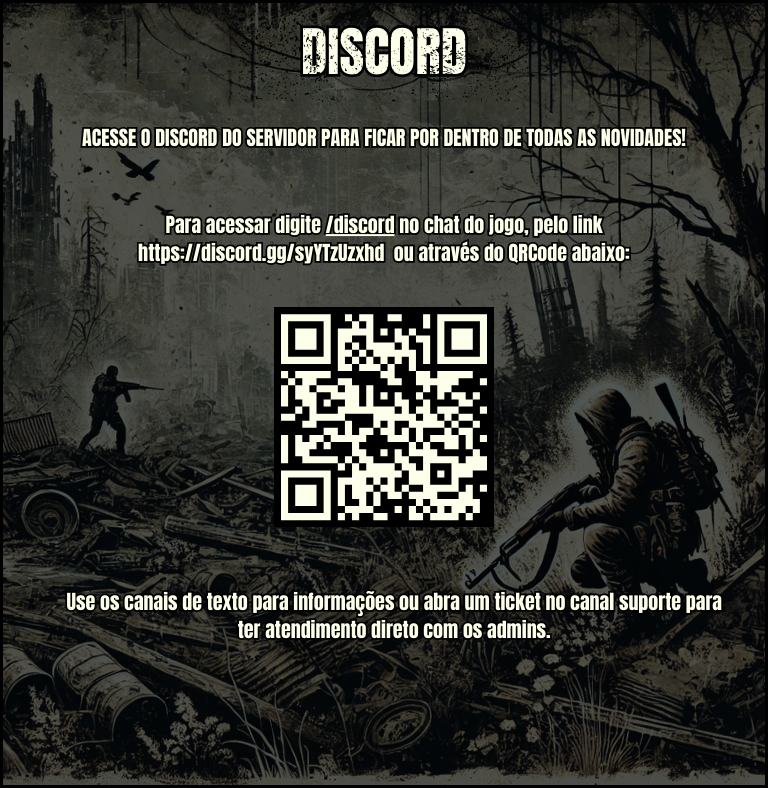 DISCORD
ACESSE O DISCORD DO SERVIDOR PARA FICAR POR DENTRO DE TODAS AS NOVIDADES!
Para acessar digite /discord no chat do jogo, pelo link
https://discord.gg/syYTzUzxhd ou através do QRCode abaixo:
Use os canais de texto para informações ou abra um ticket no canal suporte para
ter atendimento direto com os admins.